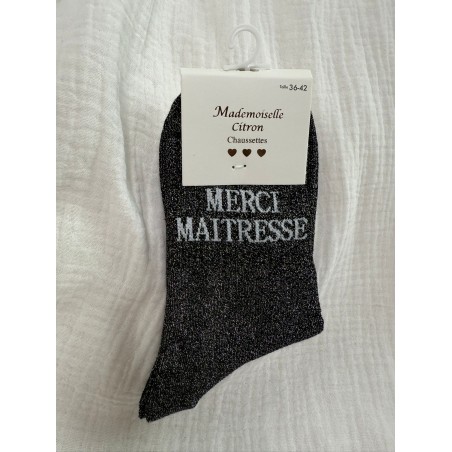 taille 36-42
Mademoiselle
Citron
Chaussettes
MERCI
MAITRESSE